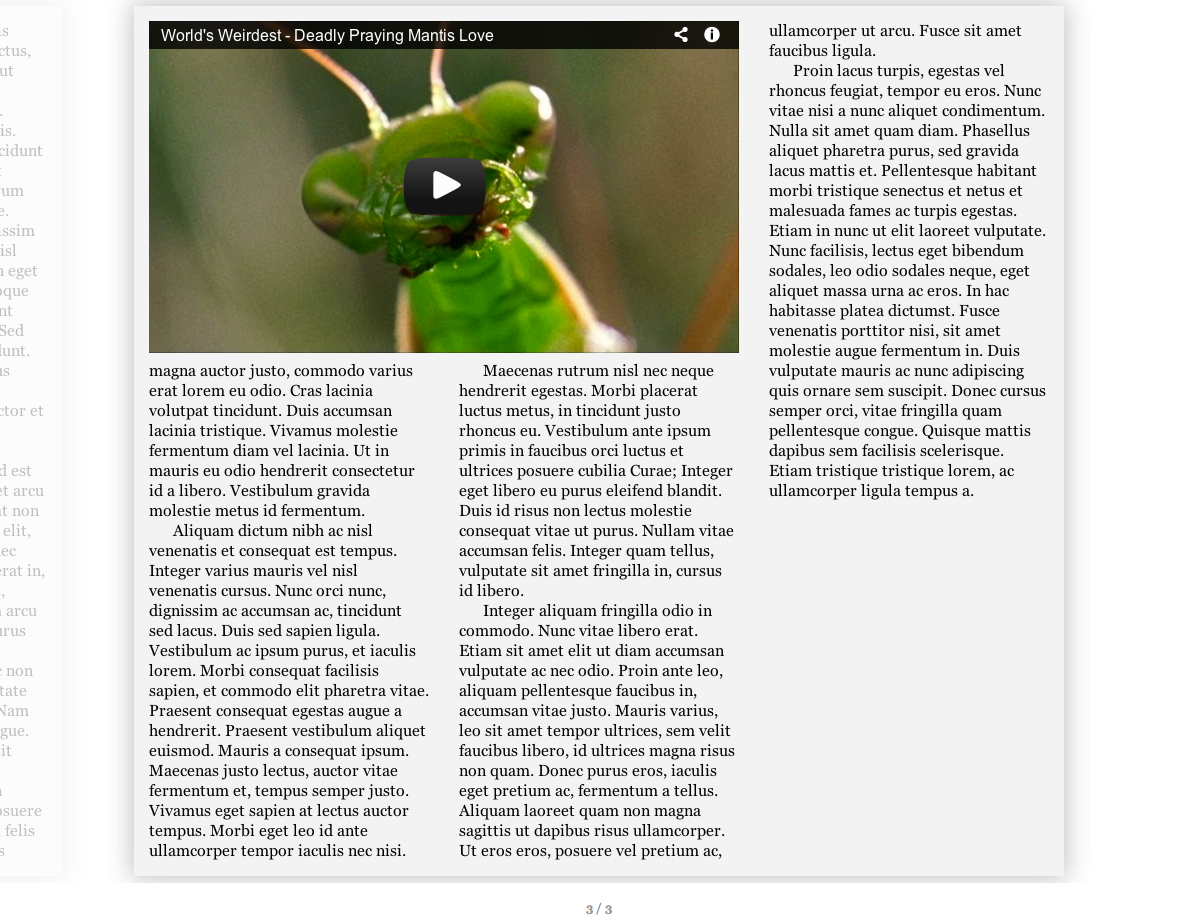 World's Weirdest - Deadly Praying Mantis Love
magna auctor justo, commodo varius
erat lorem eu odio. Cras lacinia
volutpat tincidunt. Duis accumsan
lacinia tristique. Vivamus molestie
fermentum diam vel lacinia. Ut in
mauris eu odio hendrerit consectetur
id a libero. Vestibulum gravida
molestie metus id fermentum.
Aliquam dictum nibh ac nisl
venenatis et consequat est tempus.
Integer varius mauris vel nisl
venenatis cursus. Nunc orci nunc,
dignissim ac accumsan ac, tincidunt
sed lacus. Duis sed sapien ligula.
Vestibulum ac ipsum purus, et iaculis
lorem. Morbi consequat facilisis
sapien, et commodo elit pharetra vitae.
Praesent consequat egestas augue a
hendrerit. Praesent vestibulum aliquet
euismod. Mauris a consequat ipsum.
Maecenas justo lectus, auctor vitae
fermentum et, tempus semper justo.
Vivamus eget sapien at lectus auctor
tempus. Morbi eget leo id ante
ullamcorper tempor iaculis nec nisi.
Maecenas rutrum nisl nec neque
hendrerit egestas. Morbi placerat
luctus metus, in tincidunt justo
rhoncus eu. Vestibulum ante ipsum
primis in faucibus orci luctus et
ultrices posuere cubilia Curae; Integer
eget libero eu purus eleifend blandit.
Duis id risus non lectus molestie
consequat vitae ut purus. Nullam vitae
accumsan felis. Integer quam tellus,
vulputate sit amet fringilla in, cursus
id libero.
Integer aliquam fringilla odio in
commodo. Nunc vitae libero erat.
Etiam sit amet elit ut diam accumsan
vulputate ac nec odio. Proin ante leo,
aliquam pellentesque faucibus in,
accumsan vitae justo. Mauris varius,
leo sit amet tempor ultrices, sem velit
faucibus libero, id ultrices magna risus
non quam. Donec purus eros, iaculis
eget pretium ac, fermentum a tellus.
Aliquam laoreet quam non magna
sagittis ut dapibus risus ullamcorper.
Ut eros eros, posuere vel pretium ac,
ullamcorper ut arcu. Fusce sit amet
faucibus ligula.
Proin lacus turpis, egestas vel
rhoncus feugiat, tempor eu eros. Nunc
vitae nisi a nunc aliquet condimentum.
Nulla sit amet quam diam. Phasellus
aliquet pharetra purus, sed gravida
lacus mattis et. Pellentesque habitant
morbi tristique senectus et netus et
malesuada fames ac turpis egestas.
Etiam in nunc ut elit laoreet vulputate.
Nunc facilisis, lectus eget bibendum
sodales, leo odio sodales neque, eget
aliquet massa urna ac eros. In hac
habitasse platea dictumst. Fusce
venenatis porttitor nisi, sit amet
molestie augue fermentum in. Duis
vulputate mauris ac nunc adipiscing
quis ornare sem suscipit. Donec cursus
semper orci, vitae fringilla quam
pellentesque congue. Quisque mattis
dapibus sem facilisis scelerisque.
Etiam tristique tristique lorem, ac
ullamcorper ligula tempus a.
3 / 3